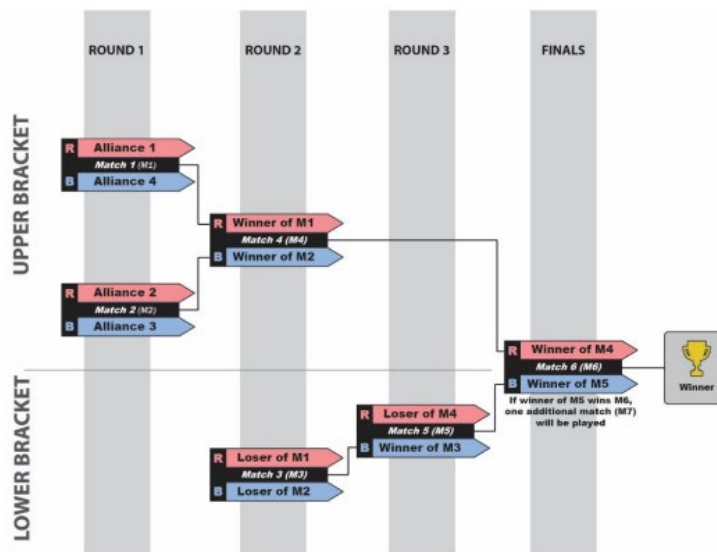 ROUND 1
ROUND 2
ROUND 3
FINALS
UPPER BRACKET
R Alliance 1
Match 1 (M1)
B Alliance 4
R Winner of M1
Match 4 (M4)
B Winner of M2
R Alliance 2
Match 2 (M2)
B Alliance 3
R Winner of M4
Match 6 (M6)
B Winner of M5
If winner of M5 wins M6,
one additional match (M7)
will be played
Winner
LOWER BRACKET
R Loser of M4
Match 5 (M5)
B Winner of M3
R Loser of M1
Match 3 (M3)
B Loser of M2